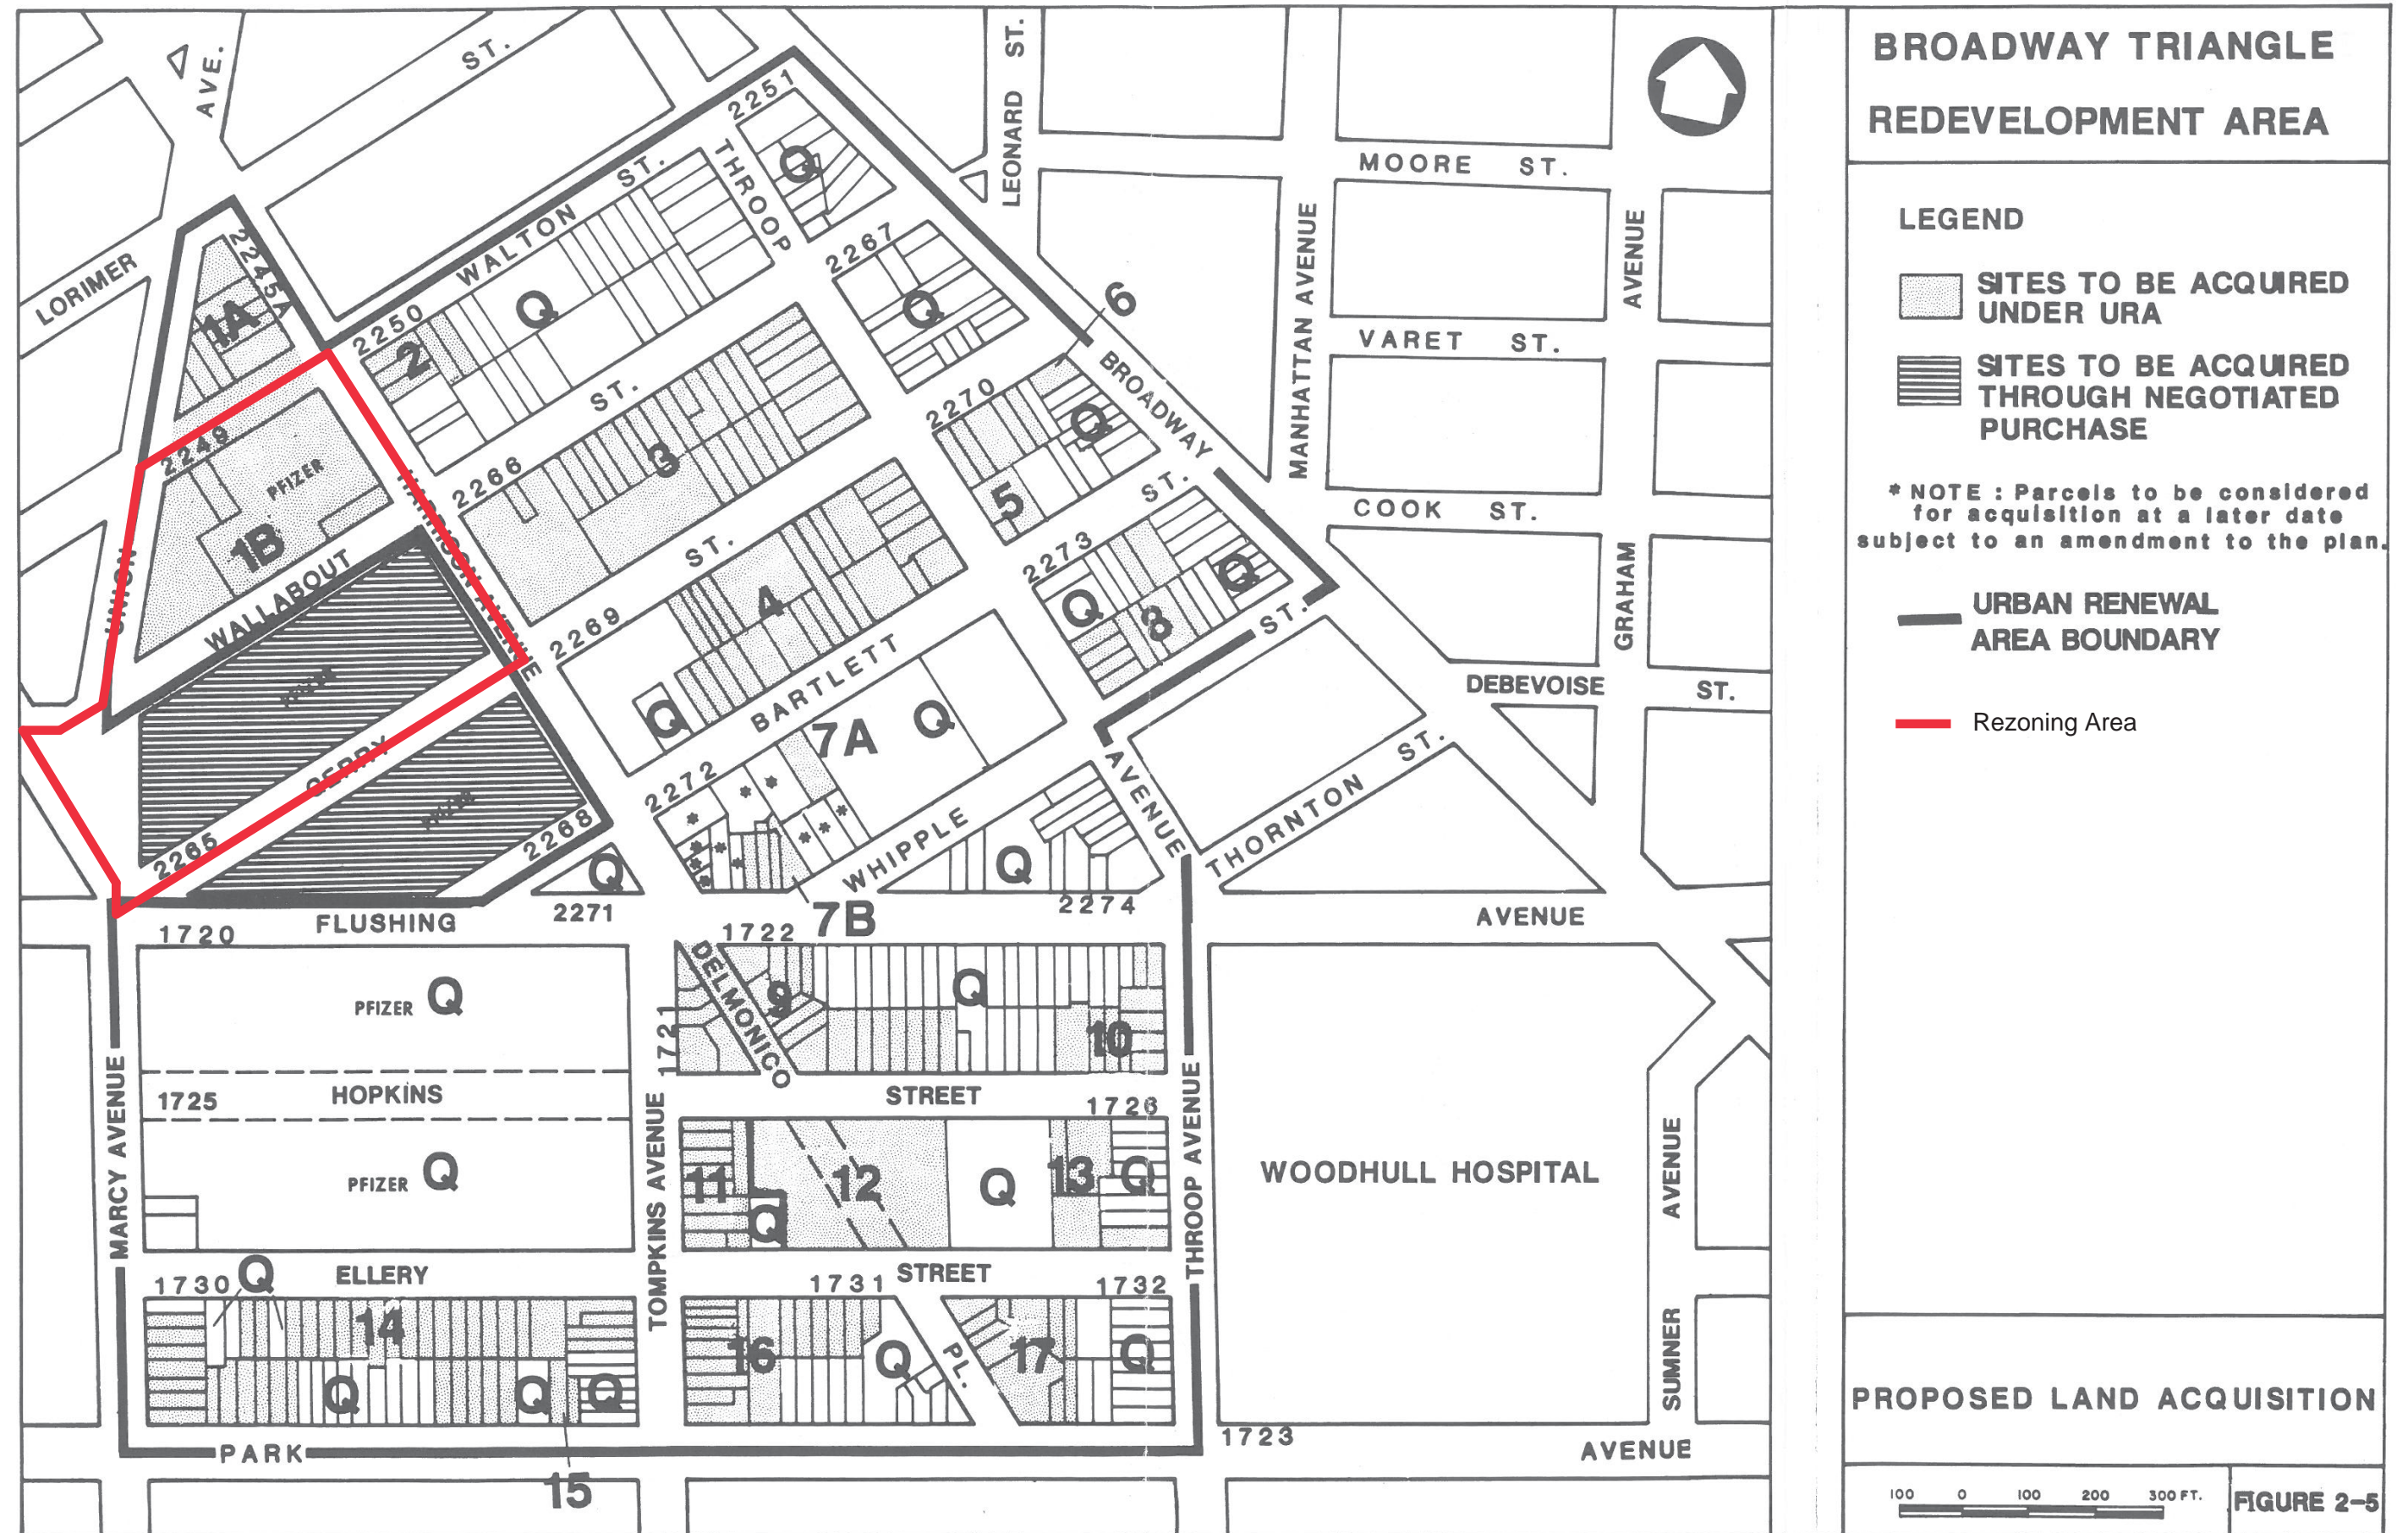 BROADWAY TRIANGLE
REDEVELOPMENT AREA
LEGEND
SITES TO BE ACQUIRED
UNDER URA
SITES TO BE ACQUIRED
THROUGH NEGOTIATED
PURCHASE
* NOTE : Parcels to be considered
for acquisition at a later date
subject to an amendment to the plan.
URBAN RENEWAL
AREA BOUNDARY
Rezoning Area
PROPOSED LAND ACQUISITION
100 0 100 200 300 FT.
FIGURE 2-5
AVE.
ST.
LEONARD ST.
2251
THROOP
Q
MOORE ST.
WALTON ST.
LORIMER
2245A
1A
2250
2
Q
2267
Q
6
MANHATTAN AVENUE
AVENUE
VARET ST.
BROADWAY
ST.
2249
PFIZER
1B
UNION
WALLABOUT
HARRISON AVENUE
2266
3
2270
Q
5
ST.
COOK ST.
GRAHAM
PFIZER
GERRY
2265
PFIZER
2268
ST.
2269
4
Q
BARTLETT
2273
Q
8
Q
ST.
DEBEVOISE ST.
7A
Q
2272
* * * * * * * * * *
7B
WHIPPLE
AVENUE
THORNTON ST.
Q
2271
Q
2274
FLUSHING
AVENUE
1720
PFIZER Q
1722
DELMONICO
9
Q
10
1721
MARCY AVENUE
1725
HOPKINS
STREET
TOMPKINS AVENUE
THROOP AVENUE
PFIZER Q
1726
11
Q
12
Q
13
Q
WOODHULL HOSPITAL
AVENUE
SUMNER
Q
1730
ELLERY
STREET
1731
1732
14
Q
Q
Q
15
16
Q
PL.
17
Q
PARK
1723
AVENUE